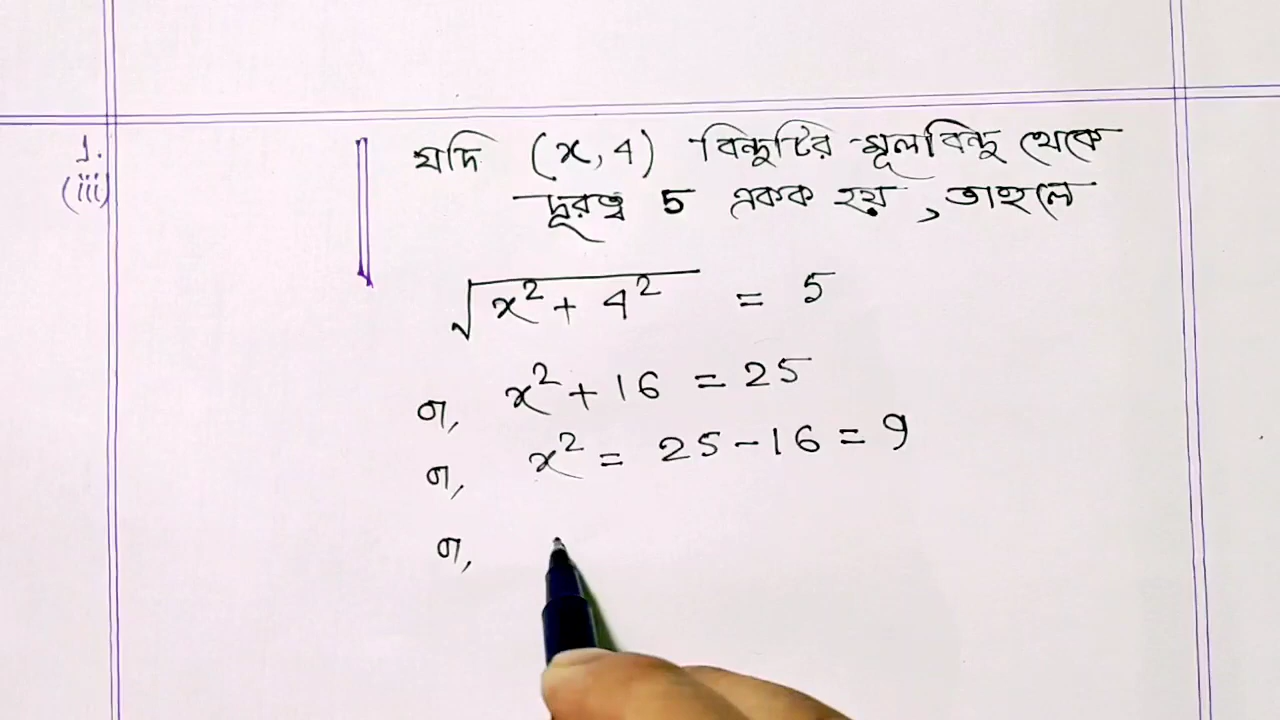 1.
(iii)
যদি (x, 4) বিন্দুটির মূলবিন্দু থেকে
দূরত্ব 5 একক হয়, তাহলে
√(x² + 4²) = 5
বা, x² + 16 = 25
বা, x² = 25 - 16 = 9
বা,